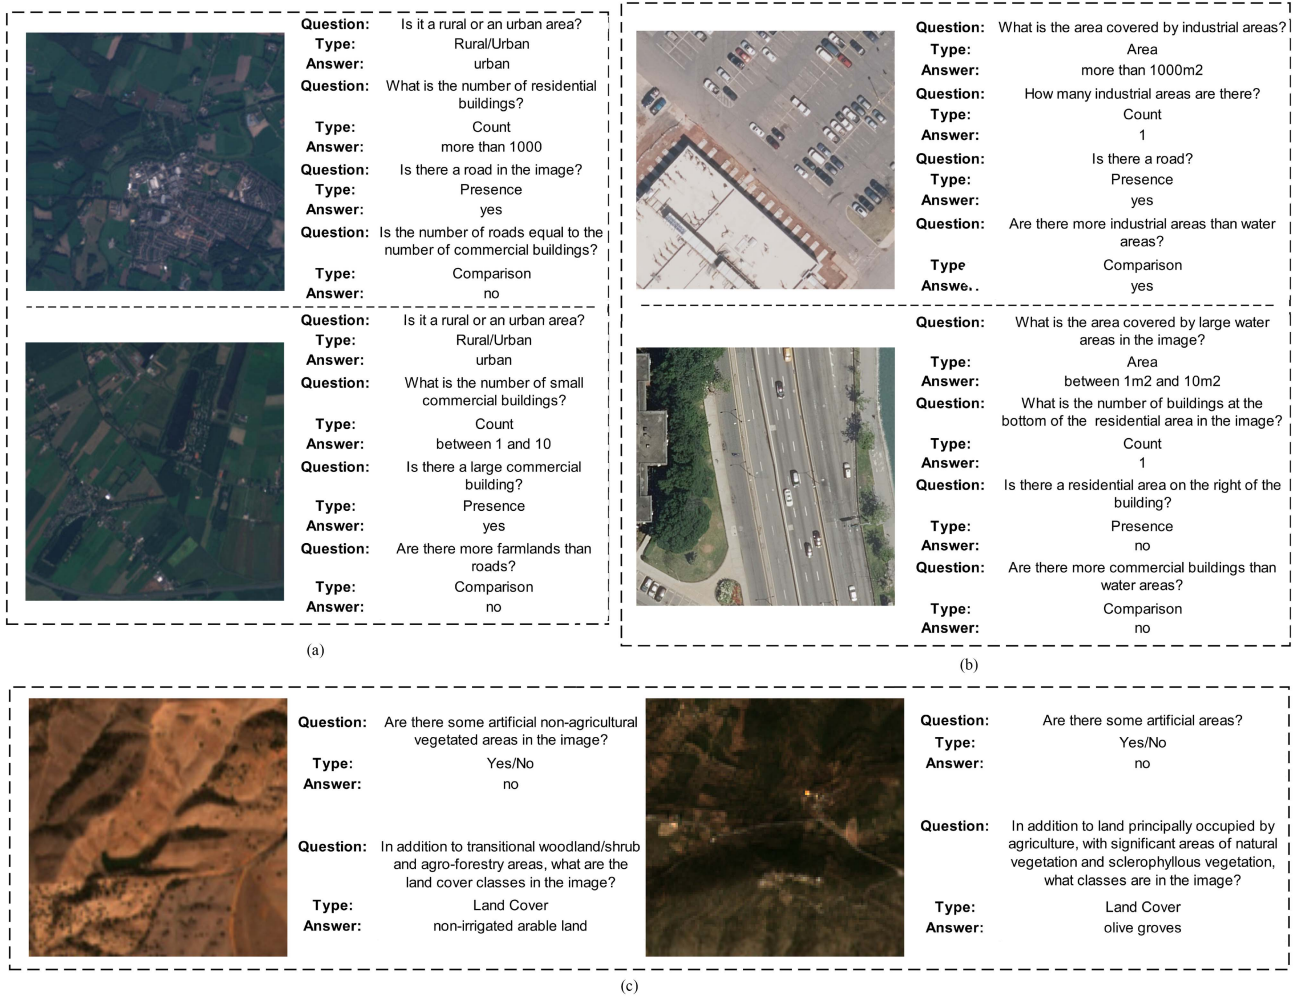 Question: Is it a rural or an urban area?
Type: Rural/Urban
Answer: urban
Question: What is the number of residential
buildings?
Type: Count
Answer: more than 1000
Question: Is there a road in the image?
Type: Presence
Answer: yes
Question: Is the number of roads equal to the
number of commercial buildings?
Type: Comparison
Answer: no
Question: Is it a rural or an urban area?
Type: Rural/Urban
Answer: urban
Question: What is the number of small
commercial buildings?
Type: Count
Answer: between 1 and 10
Question: Is there a large commercial
building?
Type: Presence
Answer: yes
Question: Are there more farmlands than
roads?
Type: Comparison
Answer: no
(a)
Question: What is the area covered by industrial areas?
Type: Area
Answer: more than 1000m2
Question: How many industrial areas are there?
Type: Count
Answer: 1
Question: Is there a road?
Type: Presence
Answer: yes
Question: Are there more industrial areas than water
areas?
Type Comparison
Answe.. yes
Question: What is the area covered by large water
areas in the image?
Type: Area
Answer: between 1m2 and 10m2
Question: What is the number of buildings at the
bottom of the residential area in the image?
Type: Count
Answer: 1
Question: Is there a residential area on the right of the
building?
Type: Presence
Answer: no
Question: Are there more commercial buildings than
water areas?
Type: Comparison
Answer: no
(b)
Question: Are there some artificial non-agricultural
vegetated areas in the image?
Type: Yes/No
Answer: no
Question: In addition to transitional woodland/shrub
and agro-forestry areas, what are the
land cover classes in the image?
Type: Land Cover
Answer: non-irrigated arable land
Question: Are there some artificial areas?
Type: Yes/No
Answer: no
Question: In addition to land principally occupied by
agriculture, with significant areas of natural
vegetation and sclerophyllous vegetation,
what classes are in the image?
Type: Land Cover
Answer: olive groves
(c)